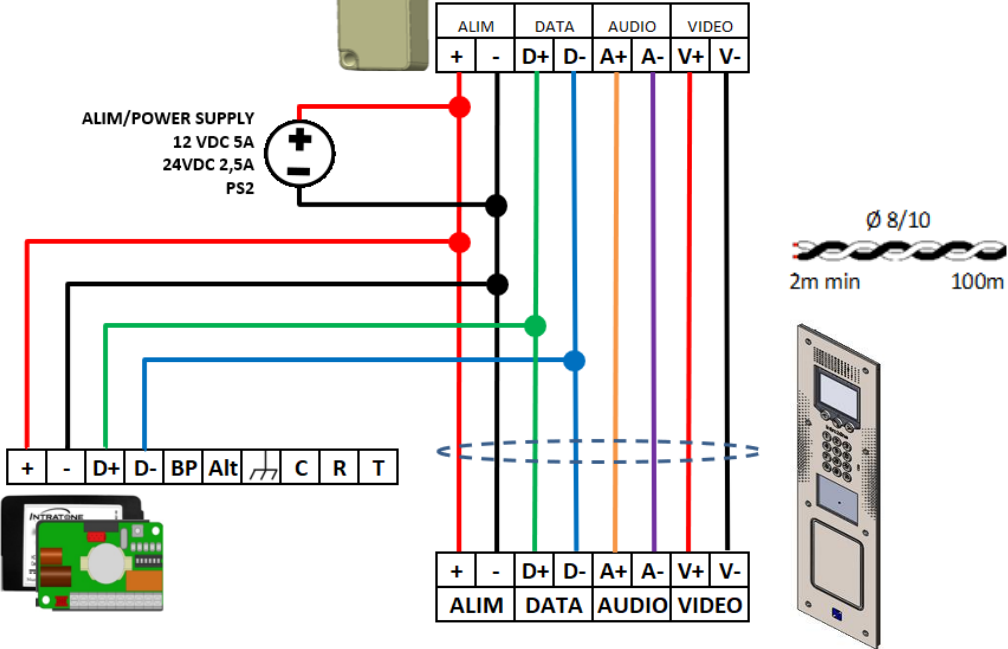 ALIM DATA AUDIO VIDEO
+ - D+ D- A+ A- V+ V-
ALIM/POWER SUPPLY
12 VDC 5A
24VDC 2,5A
PS2
Ø 8/10
2m min 100m
+ - D+ D- BP Alt C R T
INTRATONE
+ - D+ D- A+ A- V+ V-
ALIM DATA AUDIO VIDEO